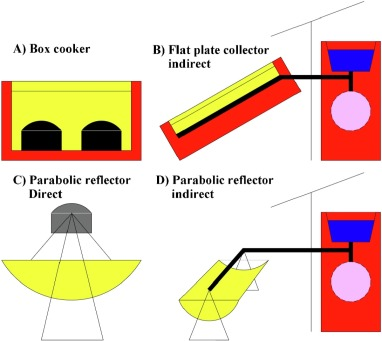 A) Box cooker
B) Flat plate collector
indirect
C) Parabolic reflector
Direct
D) Parabolic reflector
indirect